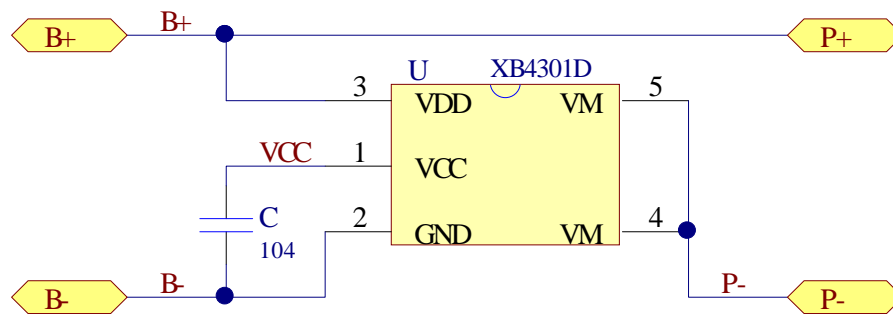 B+ B+ P+
U XB4301D
3 VDD VM 5
VCC 1 VCC
C 2 GND VM 4
104
B- B- P- P-